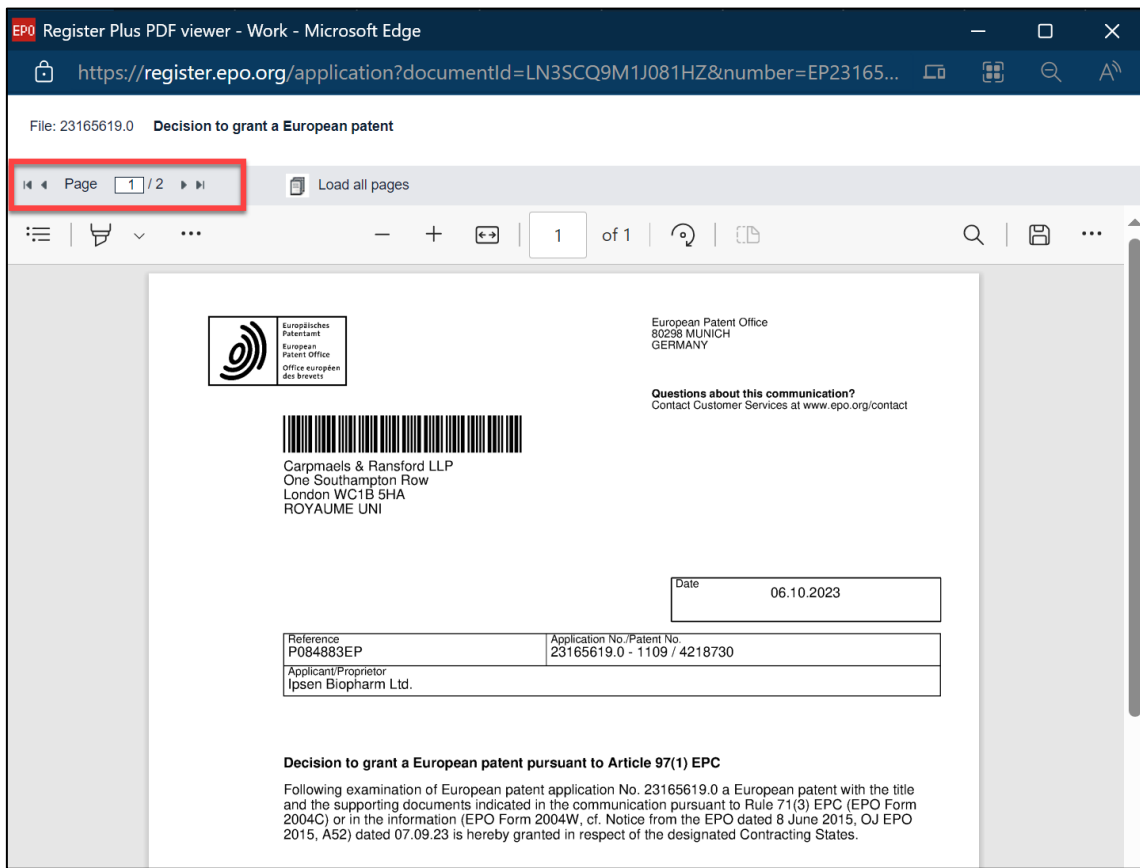 EPO Register Plus PDF viewer - Work - Microsoft Edge
https://register.epo.org/application?documentId=LN3SCQ9M1J081HZ&number=EP23165...
File: 23165619.0 Decision to grant a European patent
Page 1 / 2 Load all pages
1 of 1
Europäisches
Patentamt
European
Patent Office
Office européen
des brevets
European Patent Office
80298 MUNICH
GERMANY
Questions about this communication?
Contact Customer Services at www.epo.org/contact
Carpmaels & Ransford LLP
One Southampton Row
London WC1B 5HA
ROYAUME UNI
Date
06.10.2023
Reference
P084883EP
Application No./Patent No.
23165619.0 - 1109 / 4218730
Applicant/Proprietor
Ipsen Biopharm Ltd.
Decision to grant a European patent pursuant to Article 97(1) EPC
Following examination of European patent application No. 23165619.0 a European patent with the title
and the supporting documents indicated in the communication pursuant to Rule 71(3) EPC (EPO Form
2004C) or in the information (EPO Form 2004W, cf. Notice from the EPO dated 8 June 2015, OJ EPO
2015, A52) dated 07.09.23 is hereby granted in respect of the designated Contracting States.